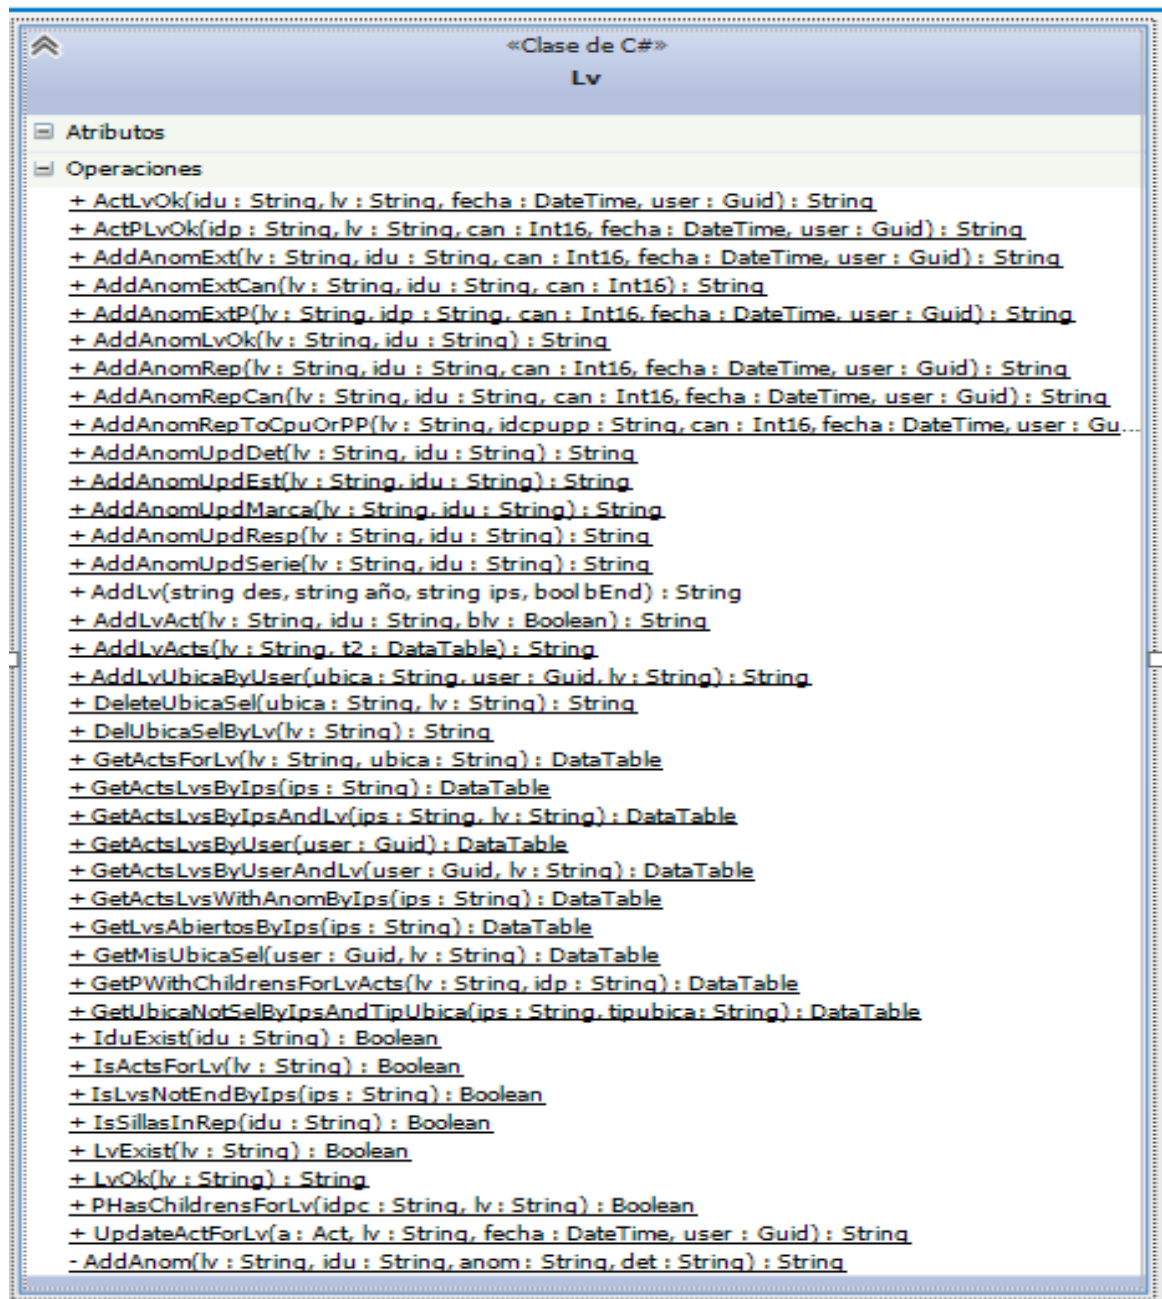 «Clase de C#»
Lv
Atributos
Operaciones
+ ActLvOk(idu : String, lv : String, fecha : DateTime, user : Guid) : String
+ ActPLvOk(idp : String, lv : String, can : Int16, fecha : DateTime, user : Guid) : String
+ AddAnomExt(lv : String, idu : String, can : Int16, fecha : DateTime, user : Guid) : String
+ AddAnomExtCan(lv : String, idu : String, can : Int16) : String
+ AddAnomExtP(lv : String, idp : String, can : Int16, fecha : DateTime, user : Guid) : String
+ AddAnomLvOk(lv : String, idu : String) : String
+ AddAnomRep(lv : String, idu : String, can : Int16, fecha : DateTime, user : Guid) : String
+ AddAnomRepCan(lv : String, idu : String, can : Int16, fecha : DateTime, user : Guid) : String
+ AddAnomRepToCpuOrPP(lv : String, idcpupp : String, can : Int16, fecha : DateTime, user : Gu...
+ AddAnomUpdDet(lv : String, idu : String) : String
+ AddAnomUpdEst(lv : String, idu : String) : String
+ AddAnomUpdMarca(lv : String, idu : String) : String
+ AddAnomUpdResp(lv : String, idu : String) : String
+ AddAnomUpdSerie(lv : String, idu : String) : String
+ AddLv(string des, string año, string ips, bool bEnd) : String
+ AddLvAct(lv : String, idu : String, blv : Boolean) : String
+ AddLvActs(lv : String, t2 : DataTable) : String
+ AddLvUbicaByUser(ubica : String, user : Guid, lv : String) : String
+ DeleteUbicaSel(ubica : String, lv : String) : String
+ DelUbicaSelByLv(lv : String) : String
+ GetActsForLv(lv : String, ubica : String) : DataTable
+ GetActsLvsByIps(ips : String) : DataTable
+ GetActsLvsByIpsAndLv(ips : String, lv : String) : DataTable
+ GetActsLvsByUser(user : Guid) : DataTable
+ GetActsLvsByUserAndLv(user : Guid, lv : String) : DataTable
+ GetActsLvsWithAnomByIps(ips : String) : DataTable
+ GetLvsAbiertosByIps(ips : String) : DataTable
+ GetMisUbicaSel(user : Guid, lv : String) : DataTable
+ GetPWithChildrensForLvActs(lv : String, idp : String) : DataTable
+ GetUbicaNotSelByIpsAndTipUbica(ips : String, tipubica : String) : DataTable
+ IduExist(idu : String) : Boolean
+ IsActsForLv(lv : String) : Boolean
+ IsLvsNotEndByIps(ips : String) : Boolean
+ IsSillasInRep(idu : String) : Boolean
+ LvExist(lv : String) : Boolean
+ LvOk(lv : String) : String
+ PHasChildrensForLv(idpc : String, lv : String) : Boolean
+ UpdateActForLv(a : Act, lv : String, fecha : DateTime, user : Guid) : String
- AddAnom(lv : String, idu : String, anom : String, det : String) : String